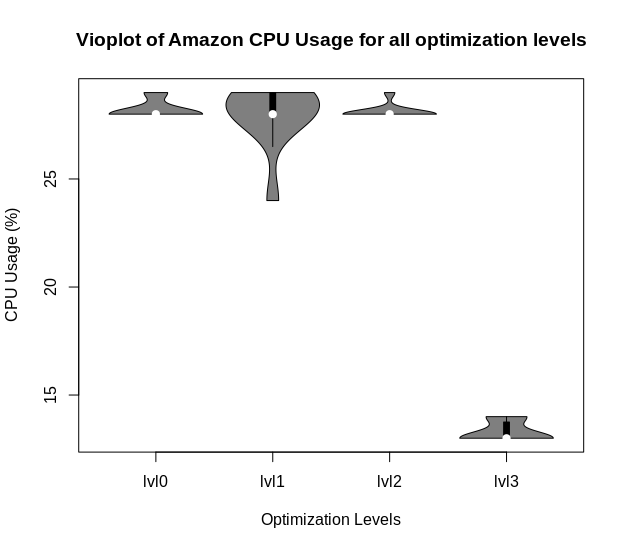 Vioplot of Amazon CPU Usage for all optimization levels
CPU Usage (%)
25
20
15
lvl0 lvl1 lvl2 lvl3
Optimization Levels